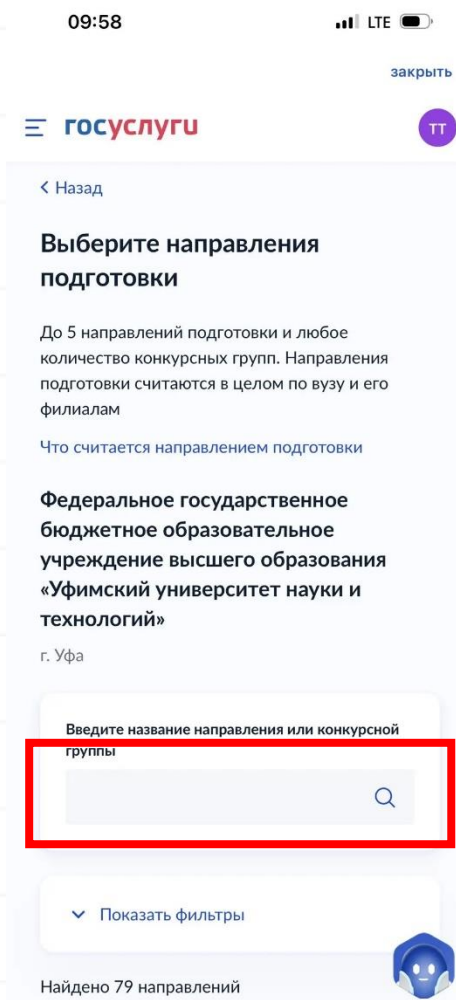 09:58
LTE
закрыть
госуслуги
ТТ
Назад
Выберите направления
подготовки
До 5 направлений подготовки и любое
количество конкурсных групп. Направления
подготовки считаются в целом по вузу и его
филиалам
Что считается направлением подготовки
Федеральное государственное
бюджетное образовательное
учреждение высшего образования
«Уфимский университет науки и
технологий»
г. Уфа
Введите название направления или конкурсной
группы
Показать фильтры
Найдено 79 направлений